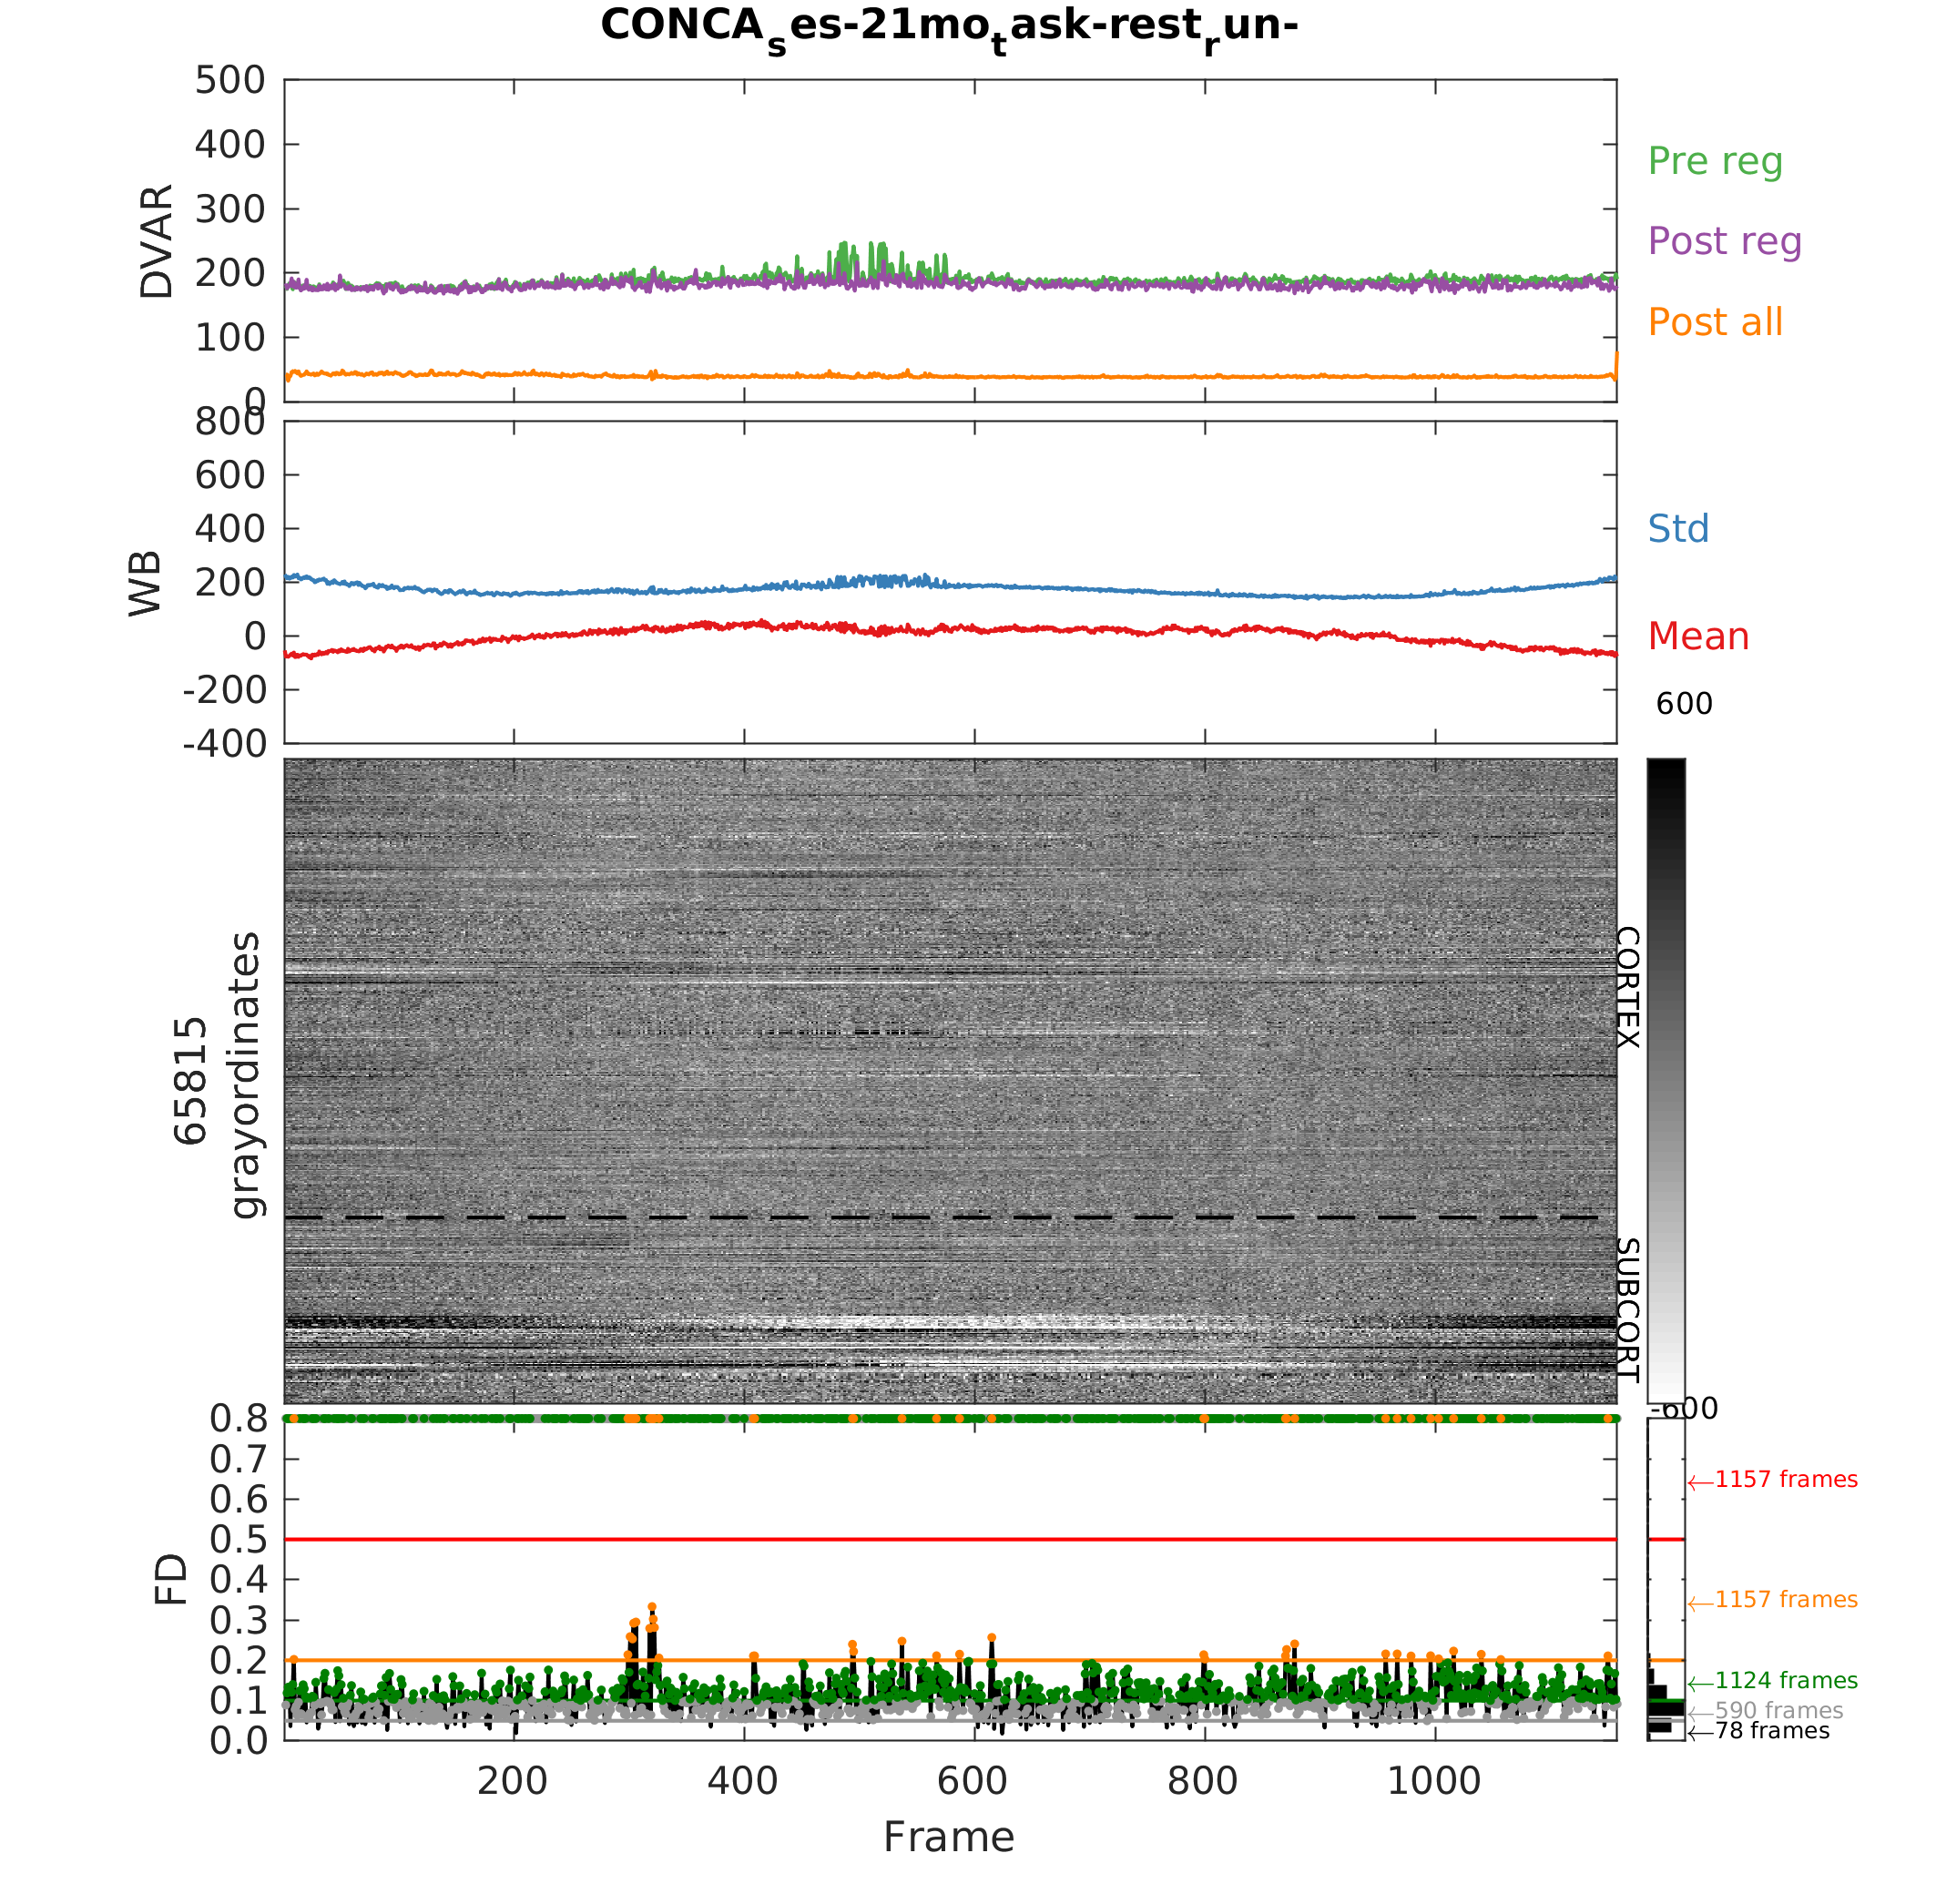 CONCAses-21motask-restrun-
500
400
300
200
100
0
DVAR
Pre reg
Post reg
Post all
800
600
400
200
0
-200
-400
WB
Std
Mean
600
65815
grayordinates
CORTEX
SUBCORT
-600
0.8
0.7
0.6
0.5
0.4
0.3
0.2
0.1
0.0
FD
←1157 frames
←1157 frames
←1124 frames
←590 frames
←78 frames
200 400 600 800 1000
Frame